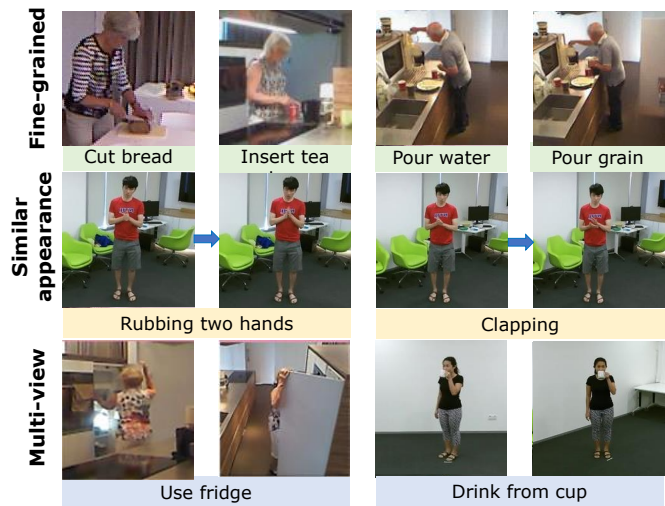 Fine-grained
Cut bread
Insert tea
Pour water
Pour grain
Similar
appearance
Rubbing two hands
Clapping
Multi-view
Use fridge
Drink from cup